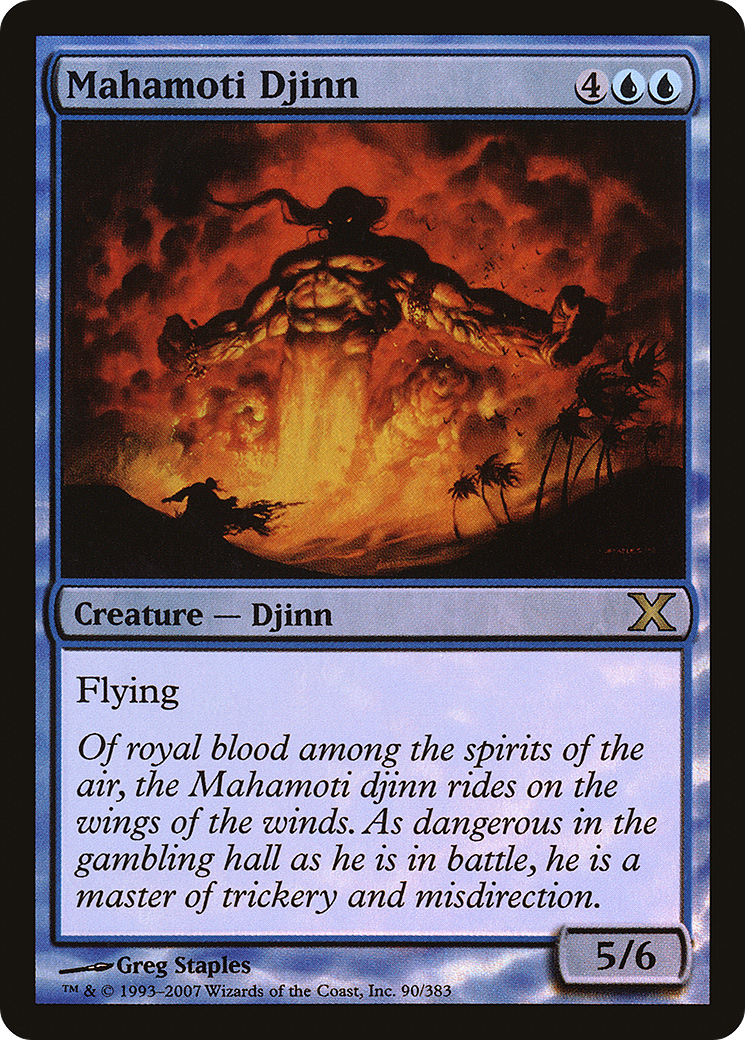 Mahamoti Djinn 4
Creature — Djinn X
Flying
Of royal blood among the spirits of the
air, the Mahamoti djinn rides on the
wings of the winds. As dangerous in the
gambling hall as he is in battle, he is a
master of trickery and misdirection.
5/6
Greg Staples
™ & © 1993–2007 Wizards of the Coast, Inc. 90/383